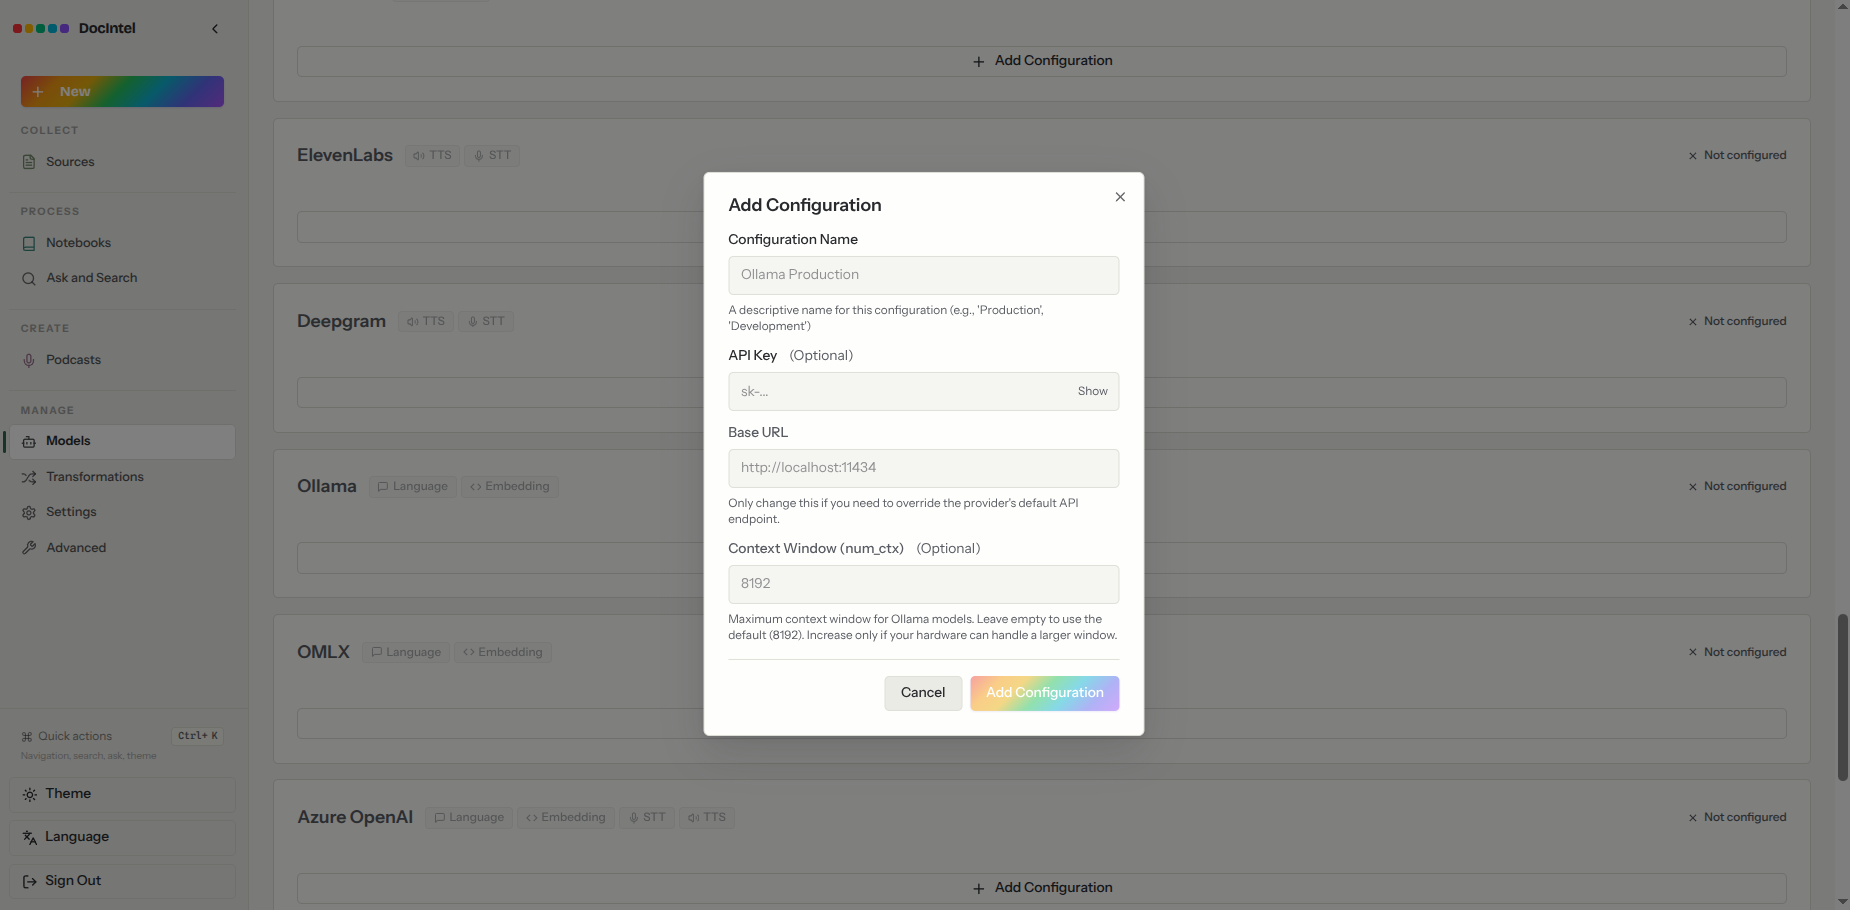 DocIntel
New
COLLECT
Sources
PROCESS
Notebooks
Ask and Search
CREATE
Podcasts
MANAGE
Models
Transformations
Settings
Advanced
Quick actions
Ctrl+ K
Navigation, search, ask, theme
Theme
Language
Sign Out
Add Configuration
ElevenLabs TTS STT Not configured
Deepgram TTS STT Not configured
Ollama Language Embedding Not configured
OMLX Language Embedding Not configured
Azure OpenAI Language Embedding STT TTS Not configured
Add Configuration
Add Configuration
Configuration Name
Ollama Production
A descriptive name for this configuration (e.g., 'Production',
'Development')
API Key (Optional)
sk-... Show
Base URL
http://localhost:11434
Only change this if you need to override the provider's default API
endpoint.
Context Window (num_ctx) (Optional)
8192
Maximum context window for Ollama models. Leave empty to use the
default (8192). Increase only if your hardware can handle a larger window.
Cancel Add Configuration